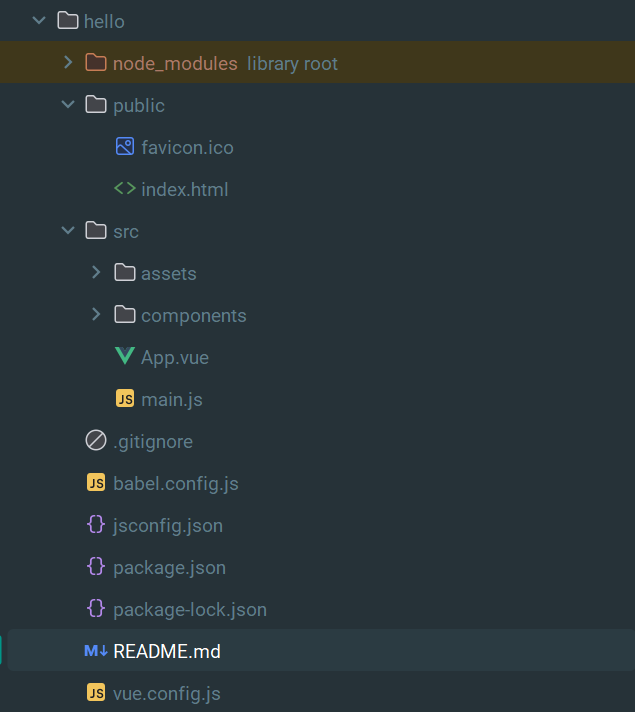 hello
node_modules library root
public
favicon.ico
<> index.html
src
assets
components
App.vue
JS main.js
.gitignore
JS babel.config.js
{} jsconfig.json
{} package.json
{} package-lock.json
M↓ README.md
JS vue.config.js